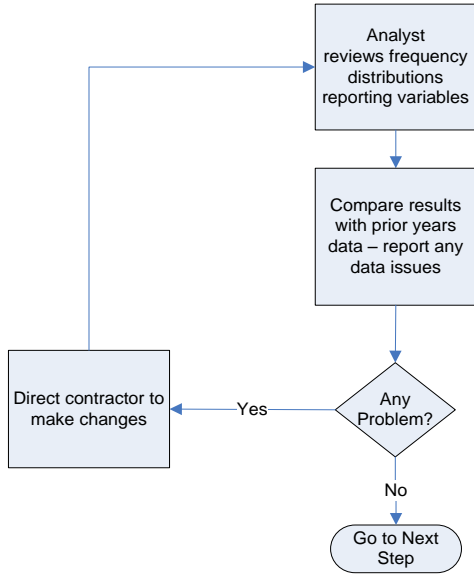 Analyst
reviews frequency
distributions
reporting variables
Compare results
with prior years
data – report any
data issues
Any
Problem?
Yes
Direct contractor to
make changes
No
Go to Next
Step